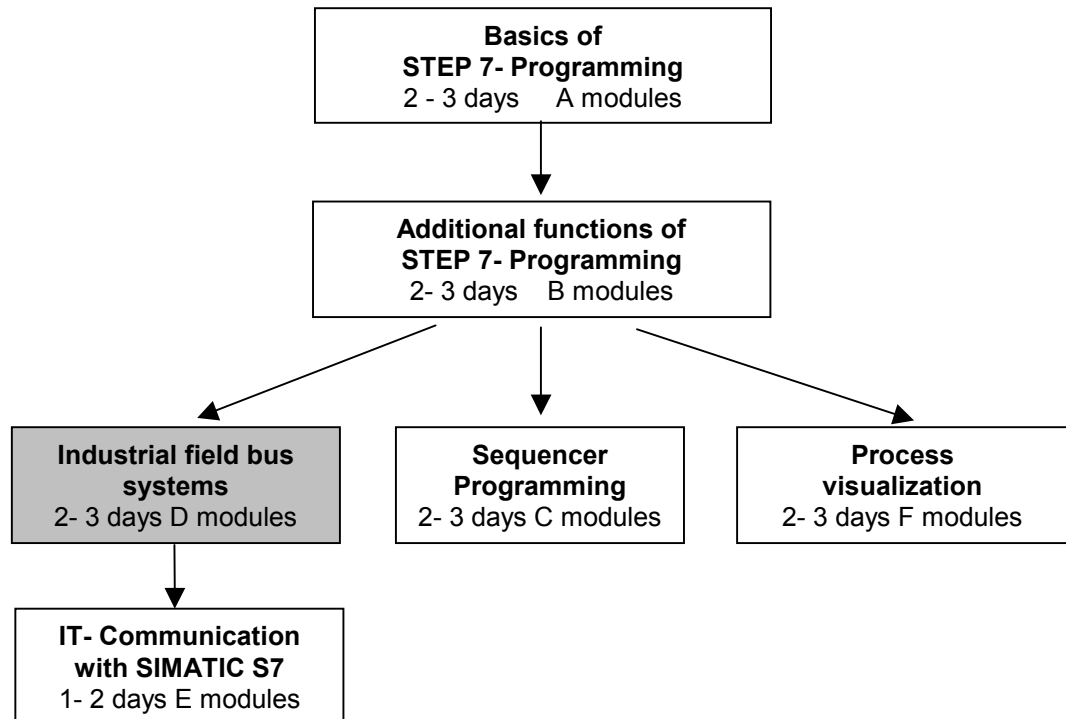 Basics of
STEP 7- Programming
2 - 3 days A modules
Additional functions of
STEP 7- Programming
2- 3 days B modules
Industrial field bus
systems
2- 3 days D modules
Sequencer
Programming
2- 3 days C modules
Process
visualization
2- 3 days F modules
IT- Communication
with SIMATIC S7
1- 2 days E modules